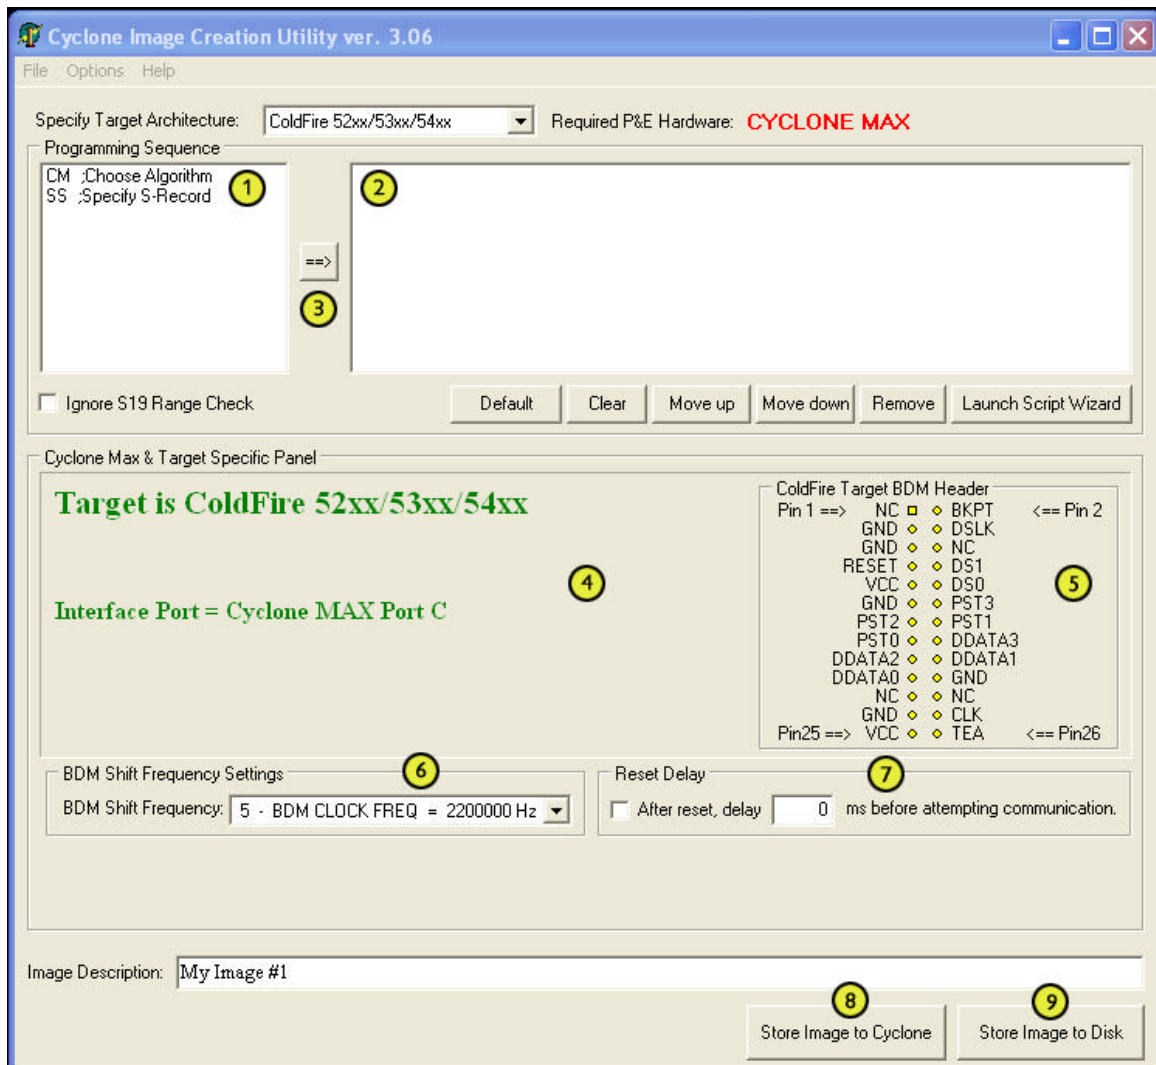 Cyclone Image Creation Utility ver. 3.06
File Options Help
Specify Target Architecture: ColdFire 52xx/53xx/54xx Required P&E Hardware: CYCLONE MAX
Programming Sequence
CM ;Choose Algorithm
SS ;Specify S-Record
1
2
==>
3
Ignore S19 Range Check
Default Clear Move up Move down Remove Launch Script Wizard
Cyclone Max & Target Specific Panel
Target is ColdFire 52xx/53xx/54xx
Interface Port = Cyclone MAX Port C
4
ColdFire Target BDM Header
Pin 1 ==> NC BKPT <== Pin 2
GND DSLK
GND NC
RESET DS1
VCC DS0
GND PST3
PST2 PST1
PST0 DDATA3
DDATA2 DDATA1
DDATA0 GND
NC NC
GND CLK
Pin25 ==> VCC TEA <== Pin26
5
BDM Shift Frequency Settings
6
BDM Shift Frequency: 5 - BDM CLOCK FREQ = 2200000 Hz
Reset Delay
7
After reset, delay 0 ms before attempting communication.
Image Description: My Image #1
8
Store Image to Cyclone
9
Store Image to Disk